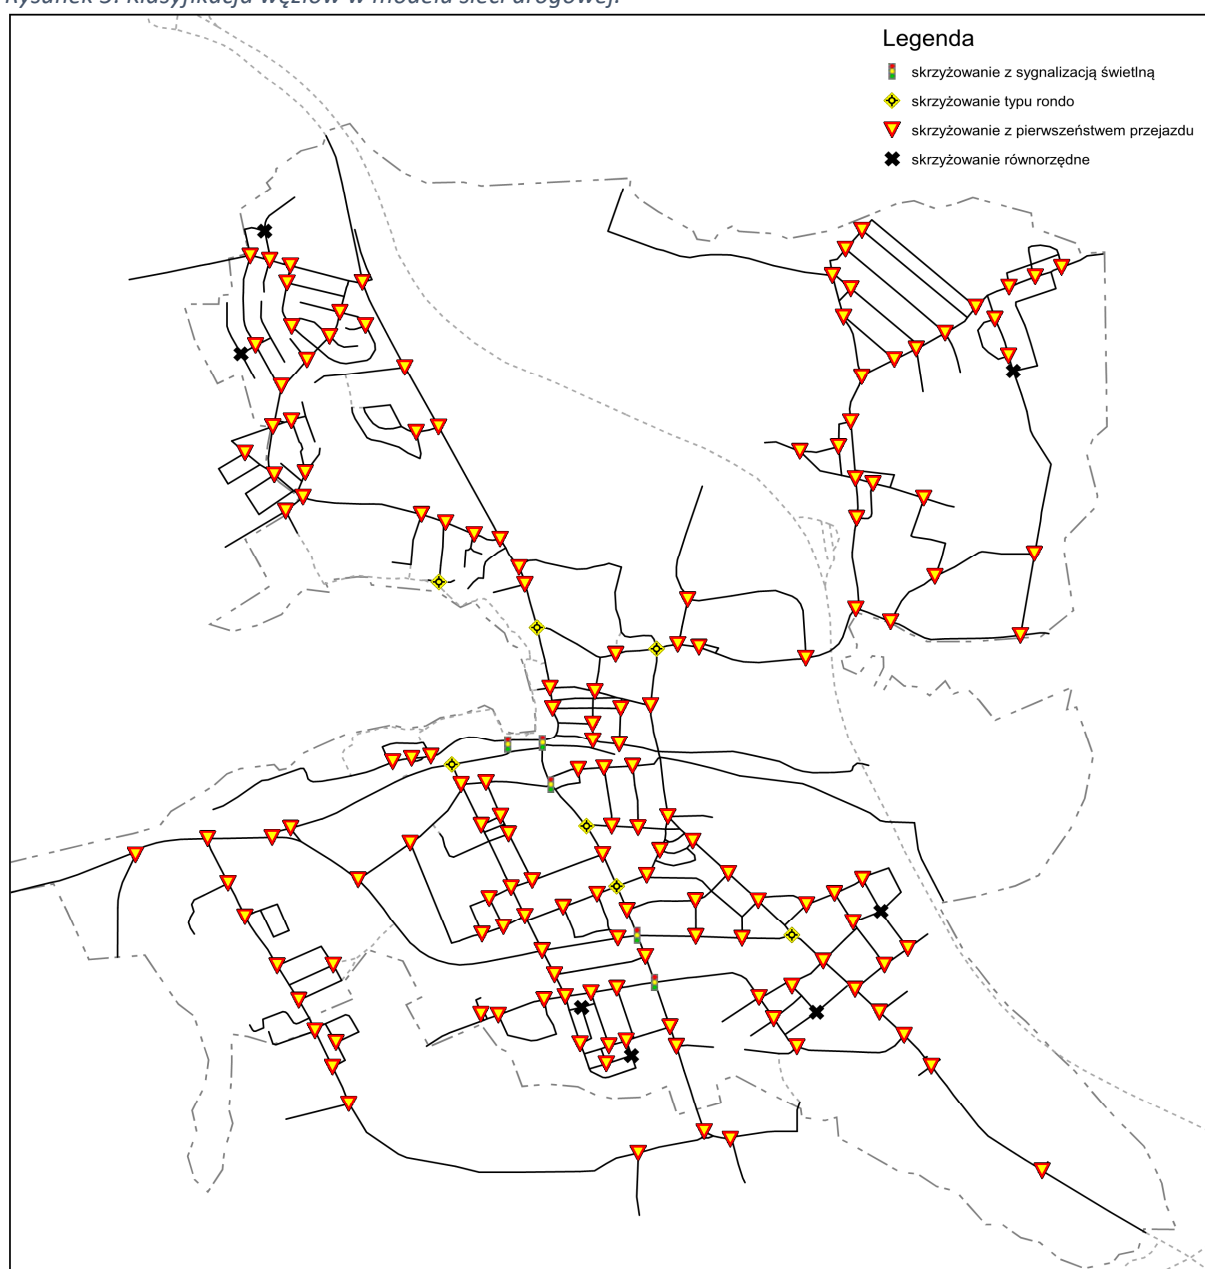 Rysunek 5. Klasyfikacja węzłów w modelu sieci drogowej.
Legenda
skrzyżowanie z sygnalizacją świetlną
skrzyżowanie typu rondo
skrzyżowanie z pierwszeństwem przejazdu
skrzyżowanie równorzędne